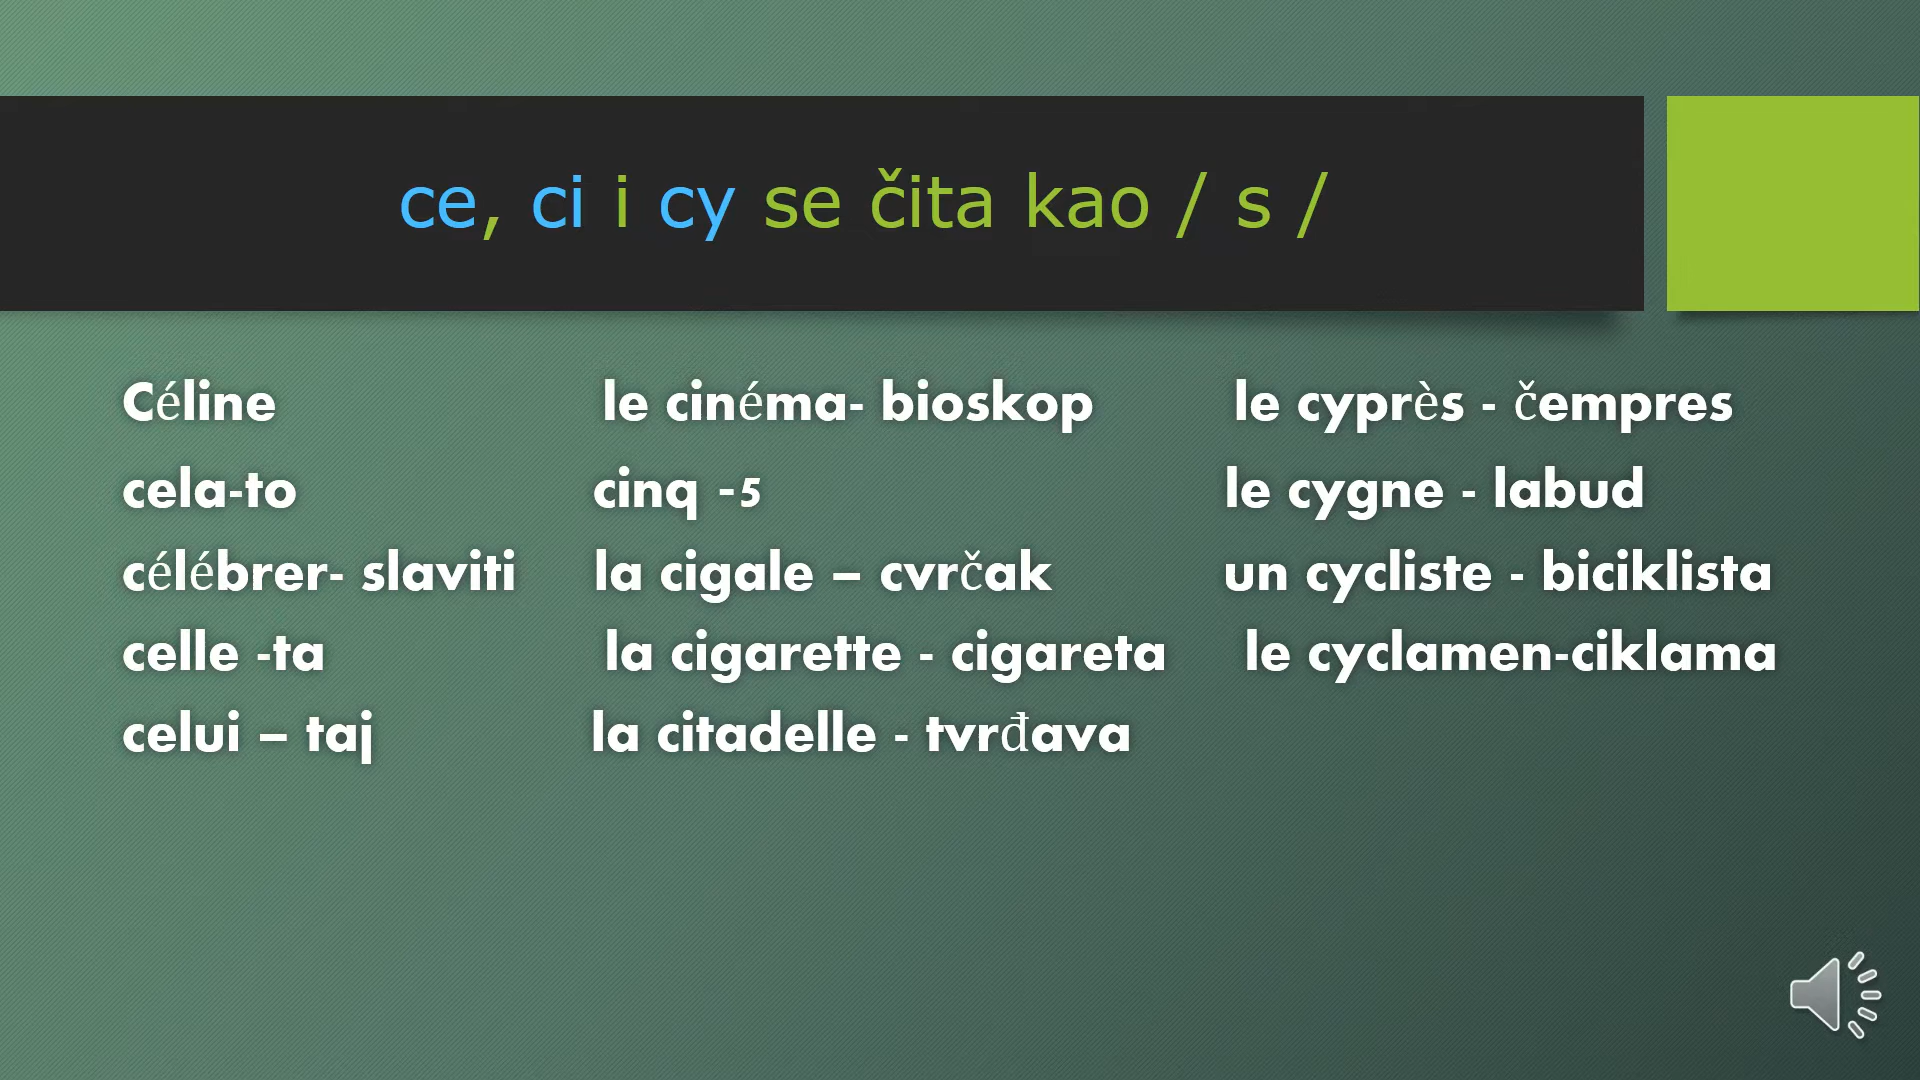 ce, ci i cy se čita kao / s /
Céline le cinéma- bioskop le cyprès - čempres
cela-to cinq -5 le cygne - labud
célébrer- slaviti la cigale – cvrčak un cycliste - biciklista
celle -ta la cigarette - cigareta le cyclamen-ciklama
celui – taj la citadelle - tvrđava